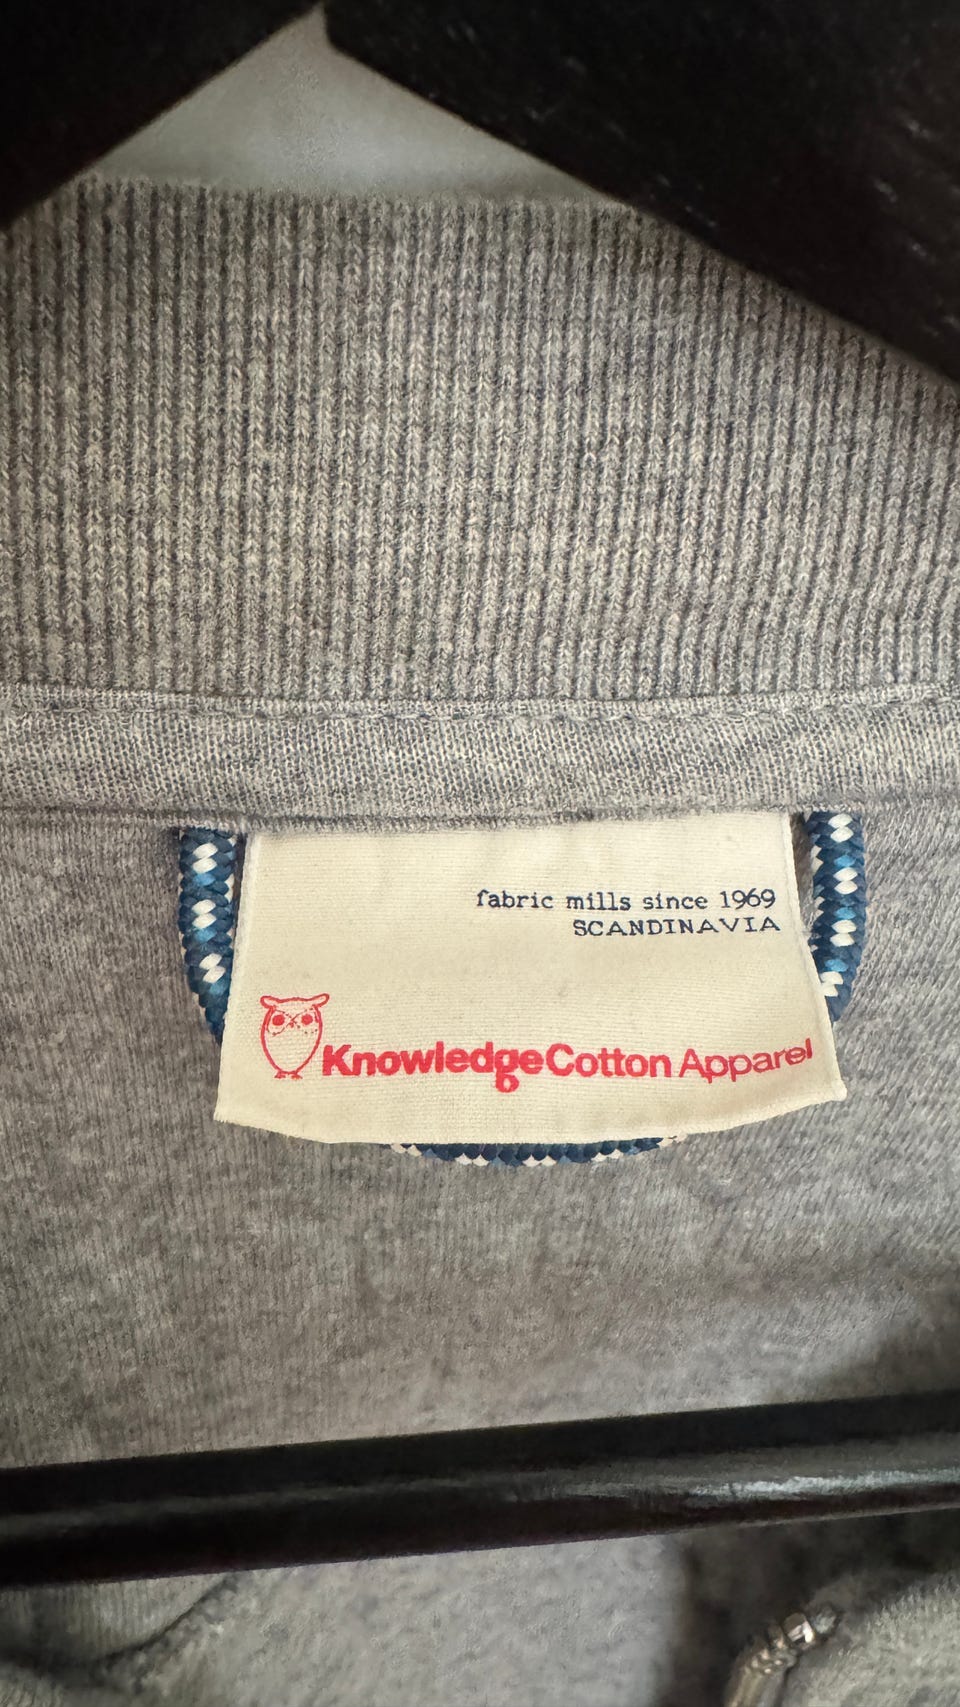 fabric mills since 1969
SCANDINAVIA
KnowledgeCotton Apparel